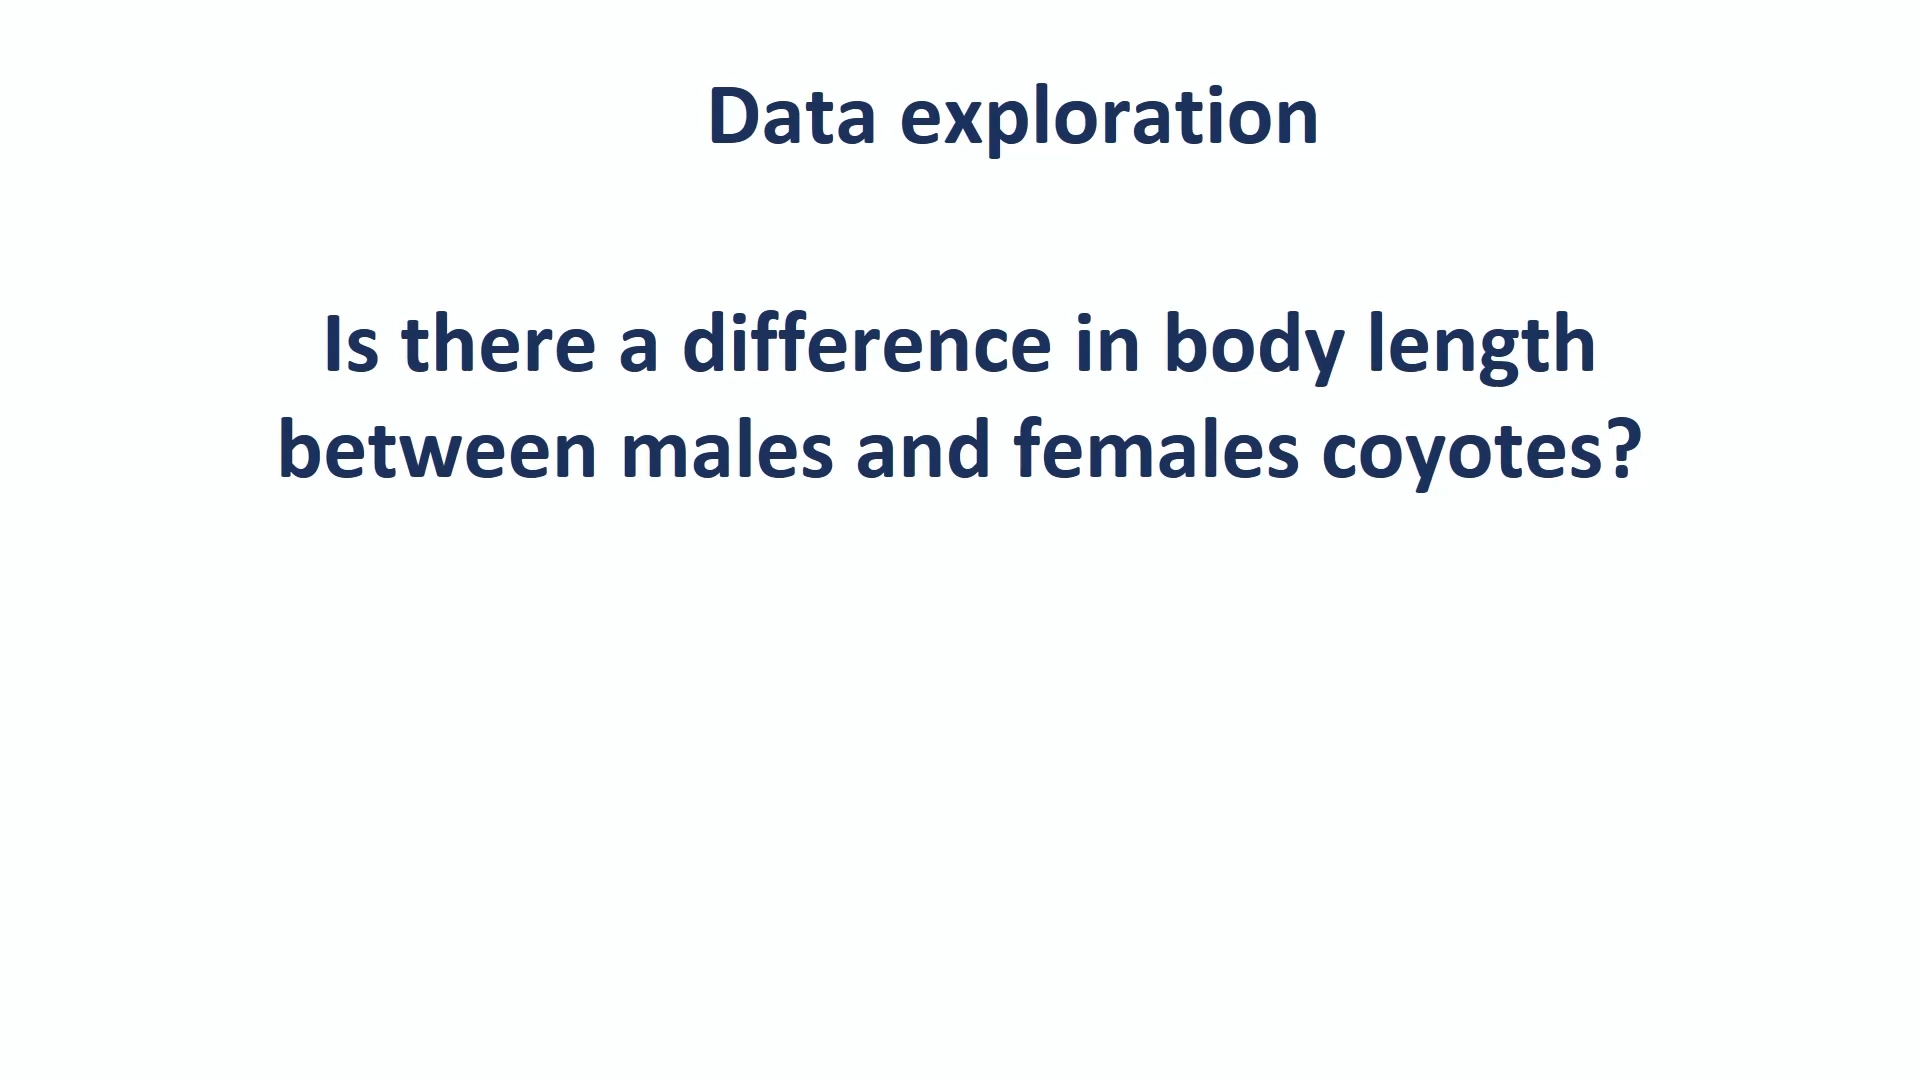 Data exploration
Is there a difference in body length
between males and females coyotes?